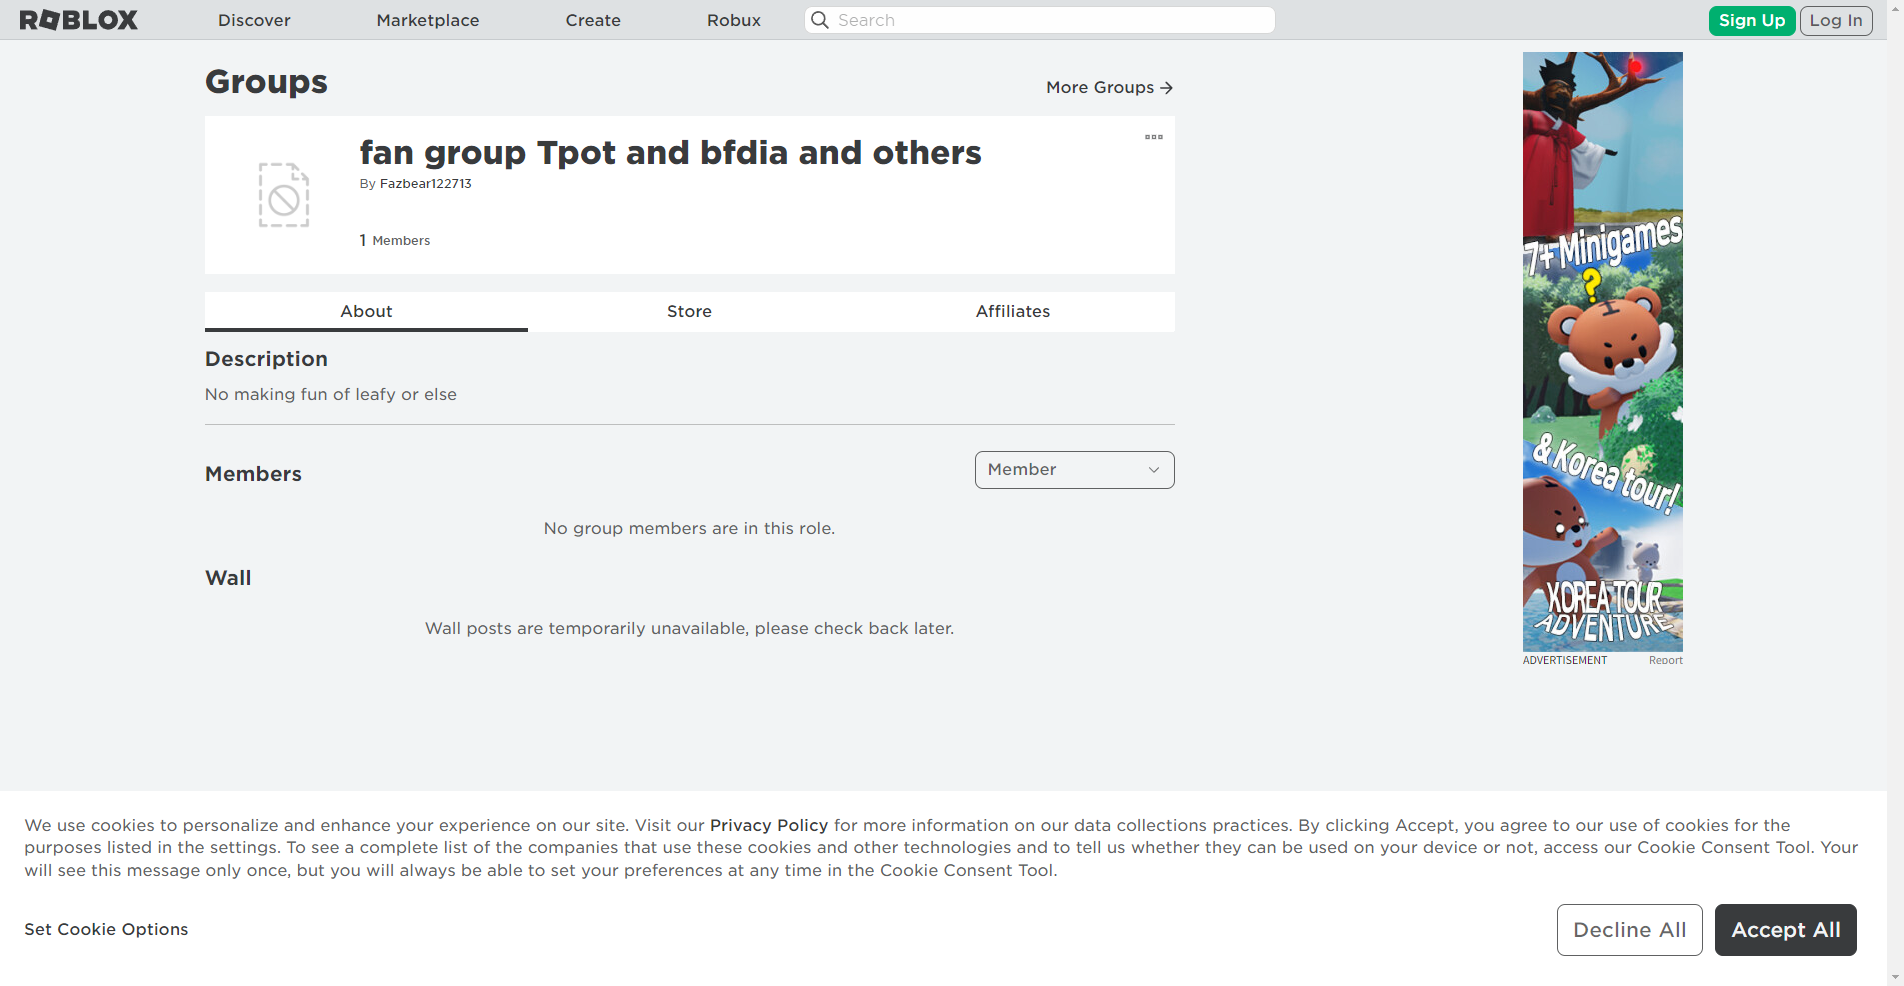 ROBLOX Discover Marketplace Create Robux Search Sign Up Log In
Groups
More Groups
fan group Tpot and bfdia and others
By Fazbear122713
1 Members
About Store Affiliates
Description
No making fun of leafy or else
Members
Member
No group members are in this role.
Wall
Wall posts are temporarily unavailable, please check back later.
7+ Minigames
?
& Korea tour!
KOREA TOUR
ADVENTURE
ADVERTISEMENT Report
We use cookies to personalize and enhance your experience on our site. Visit our Privacy Policy for more information on our data collections practices. By clicking Accept, you agree to our use of cookies for the
purposes listed in the settings. To see a complete list of the companies that use these cookies and other technologies and to tell us whether they can be used on your device or not, access our Cookie Consent Tool. Your
will see this message only once, but you will always be able to set your preferences at any time in the Cookie Consent Tool.
Set Cookie Options
Decline All
Accept All